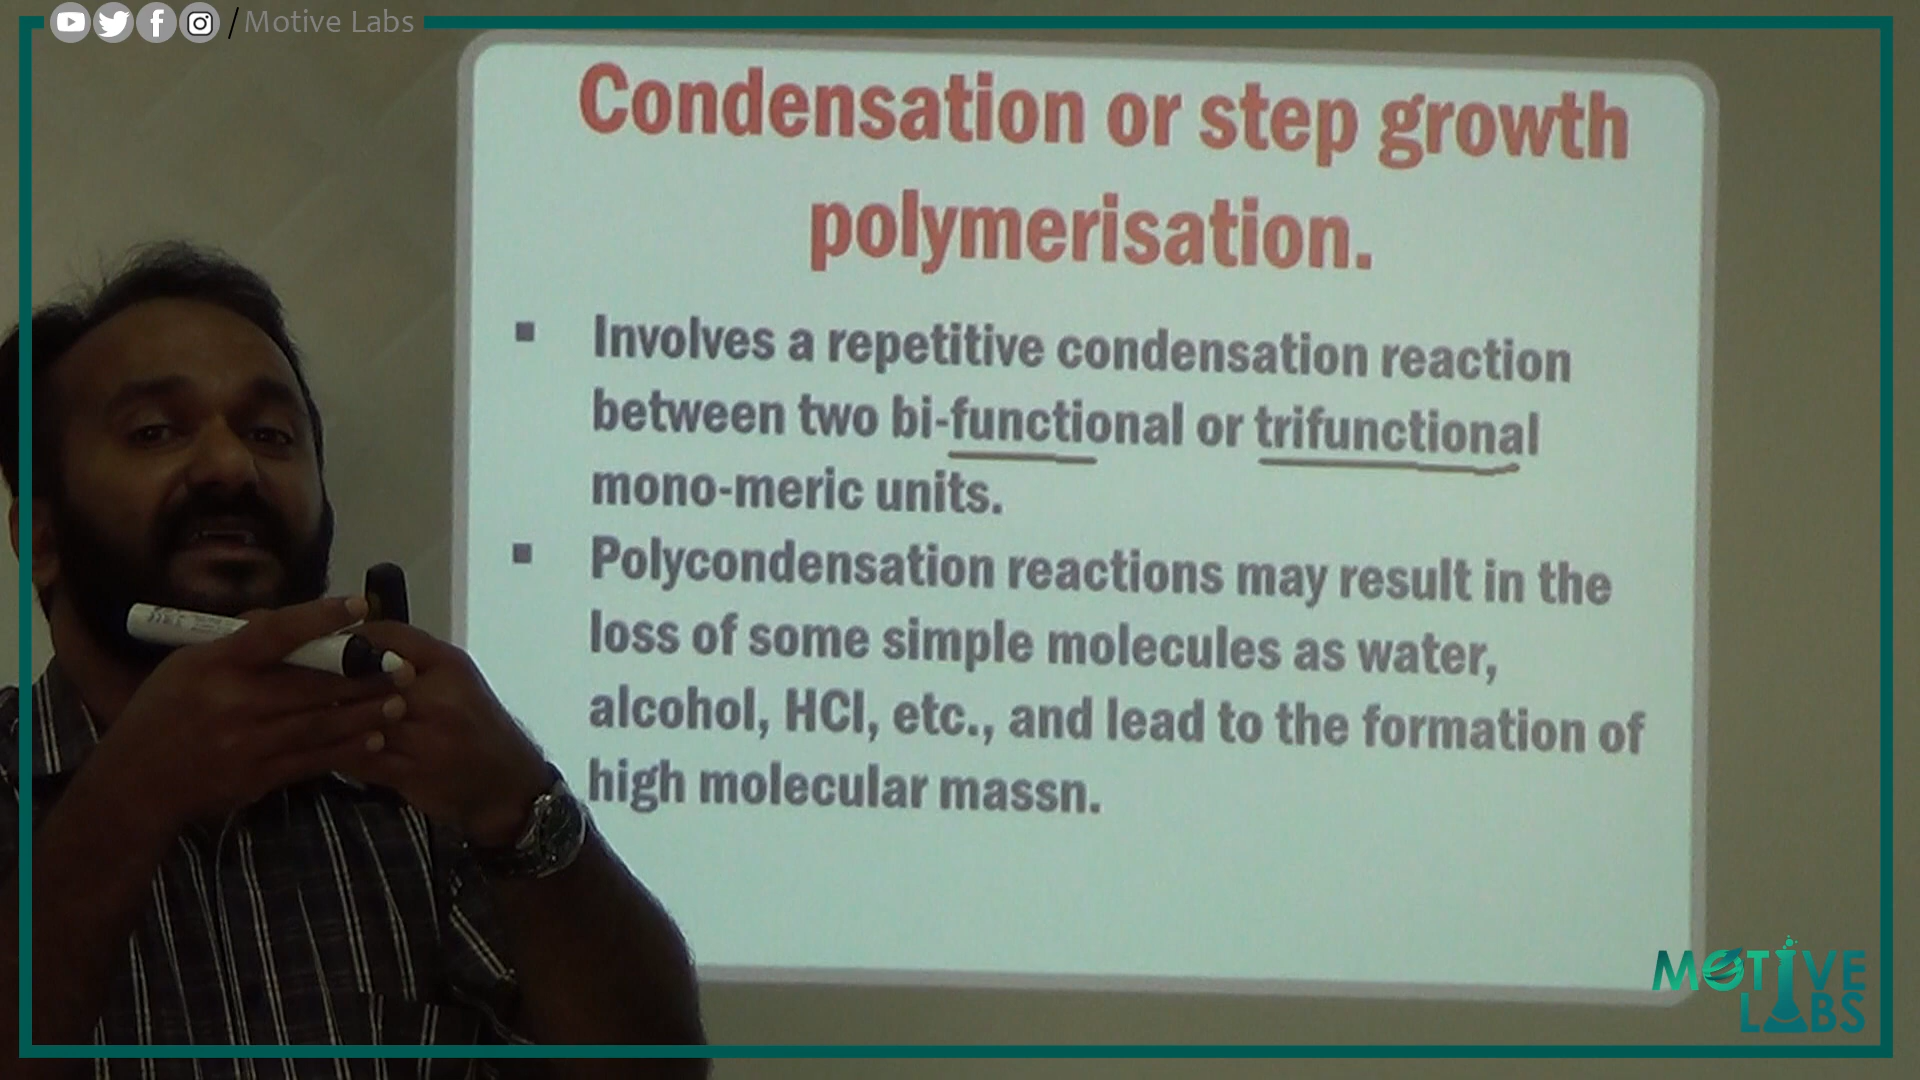 / Motive Labs
Condensation or step growth
polymerisation.
▪ Involves a repetitive condensation reaction
between two bi-functional or trifunctional
mono-meric units.
▪ Polycondensation reactions may result in the
loss of some simple molecules as water,
alcohol, HCl, etc., and lead to the formation of
high molecular massn.
MOTIVE
LABS